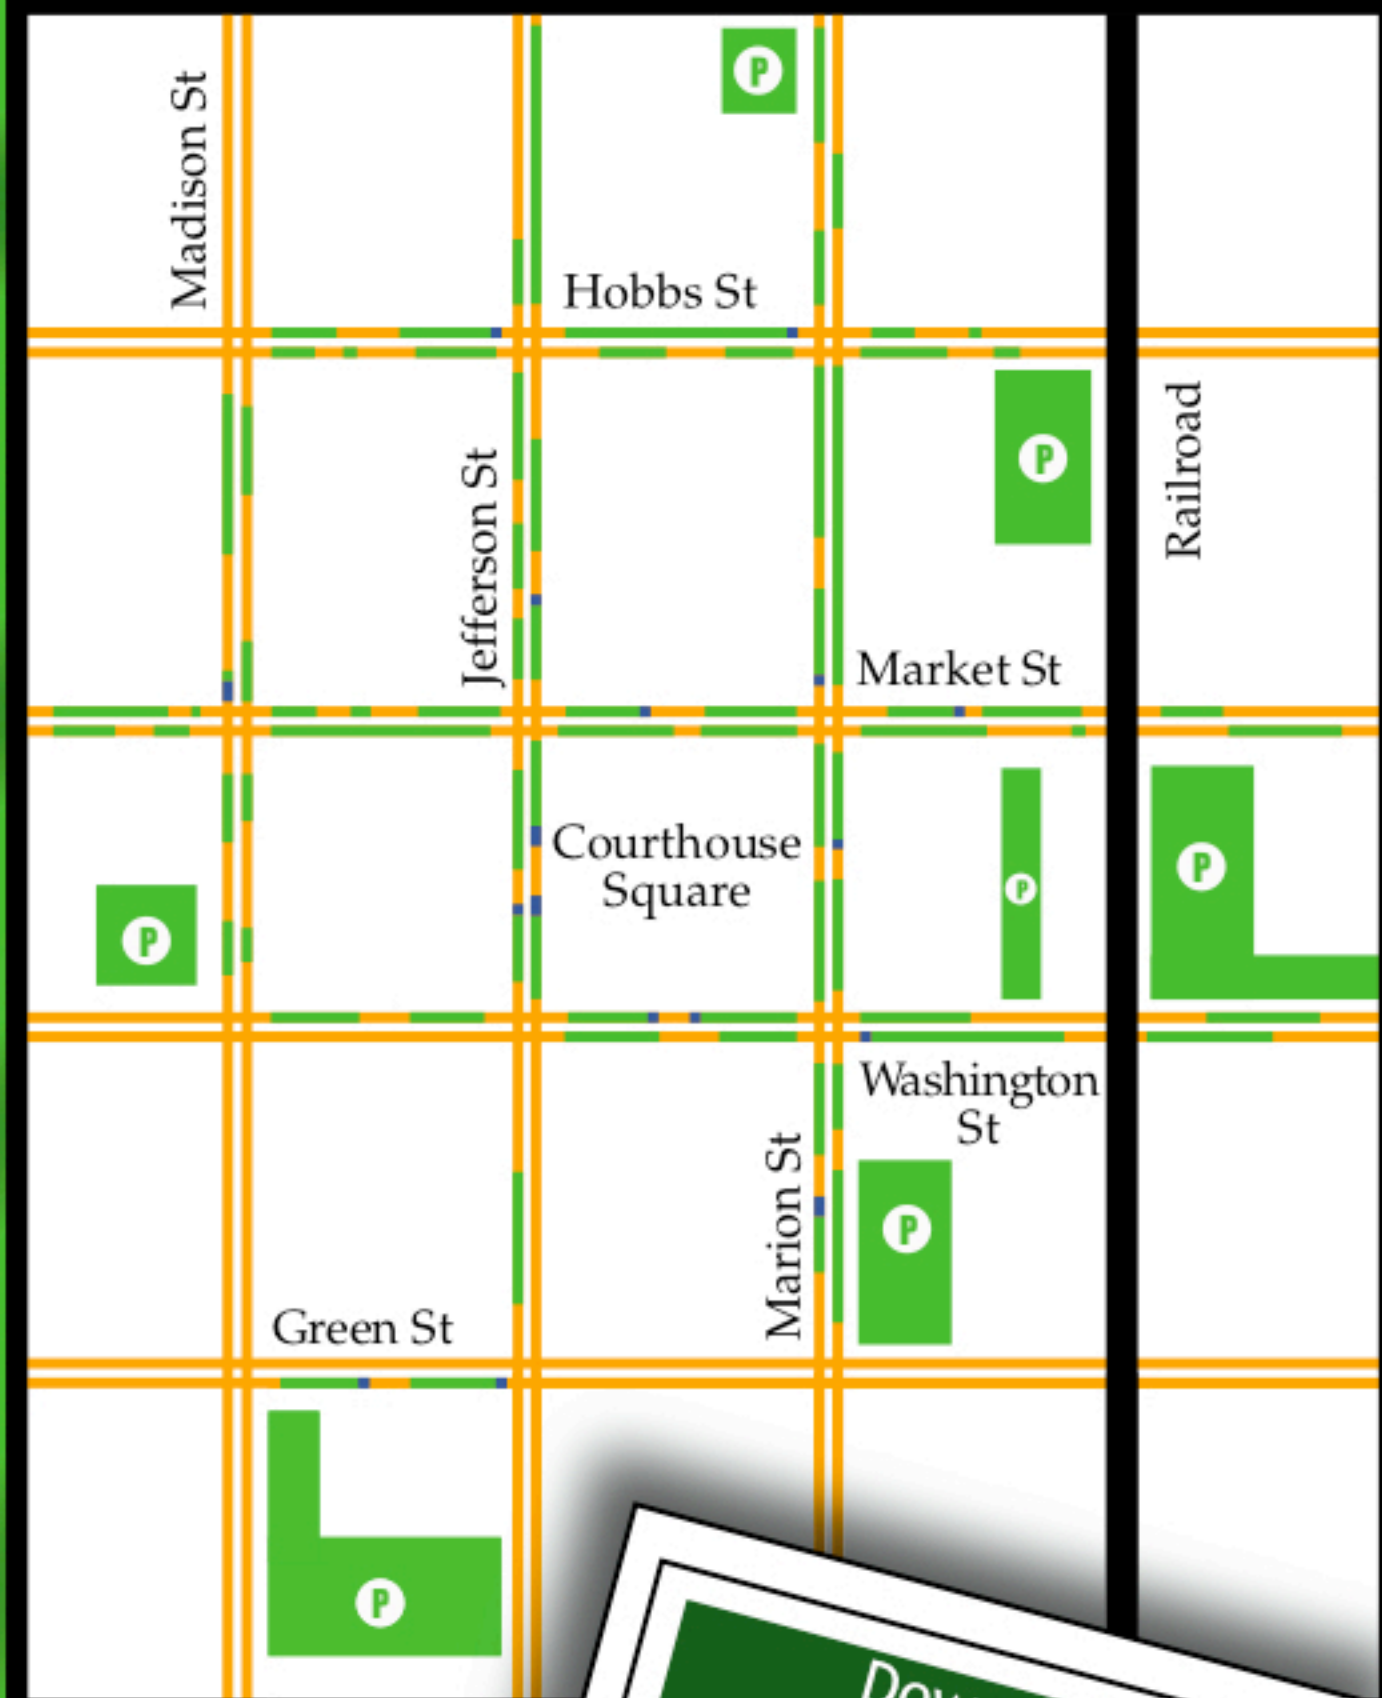 P
Madison St
Hobbs St
Railroad
P
Jefferson St
Market St
Courthouse
Square
P
P
P
Washington
St
Marion St
P
Green St
P